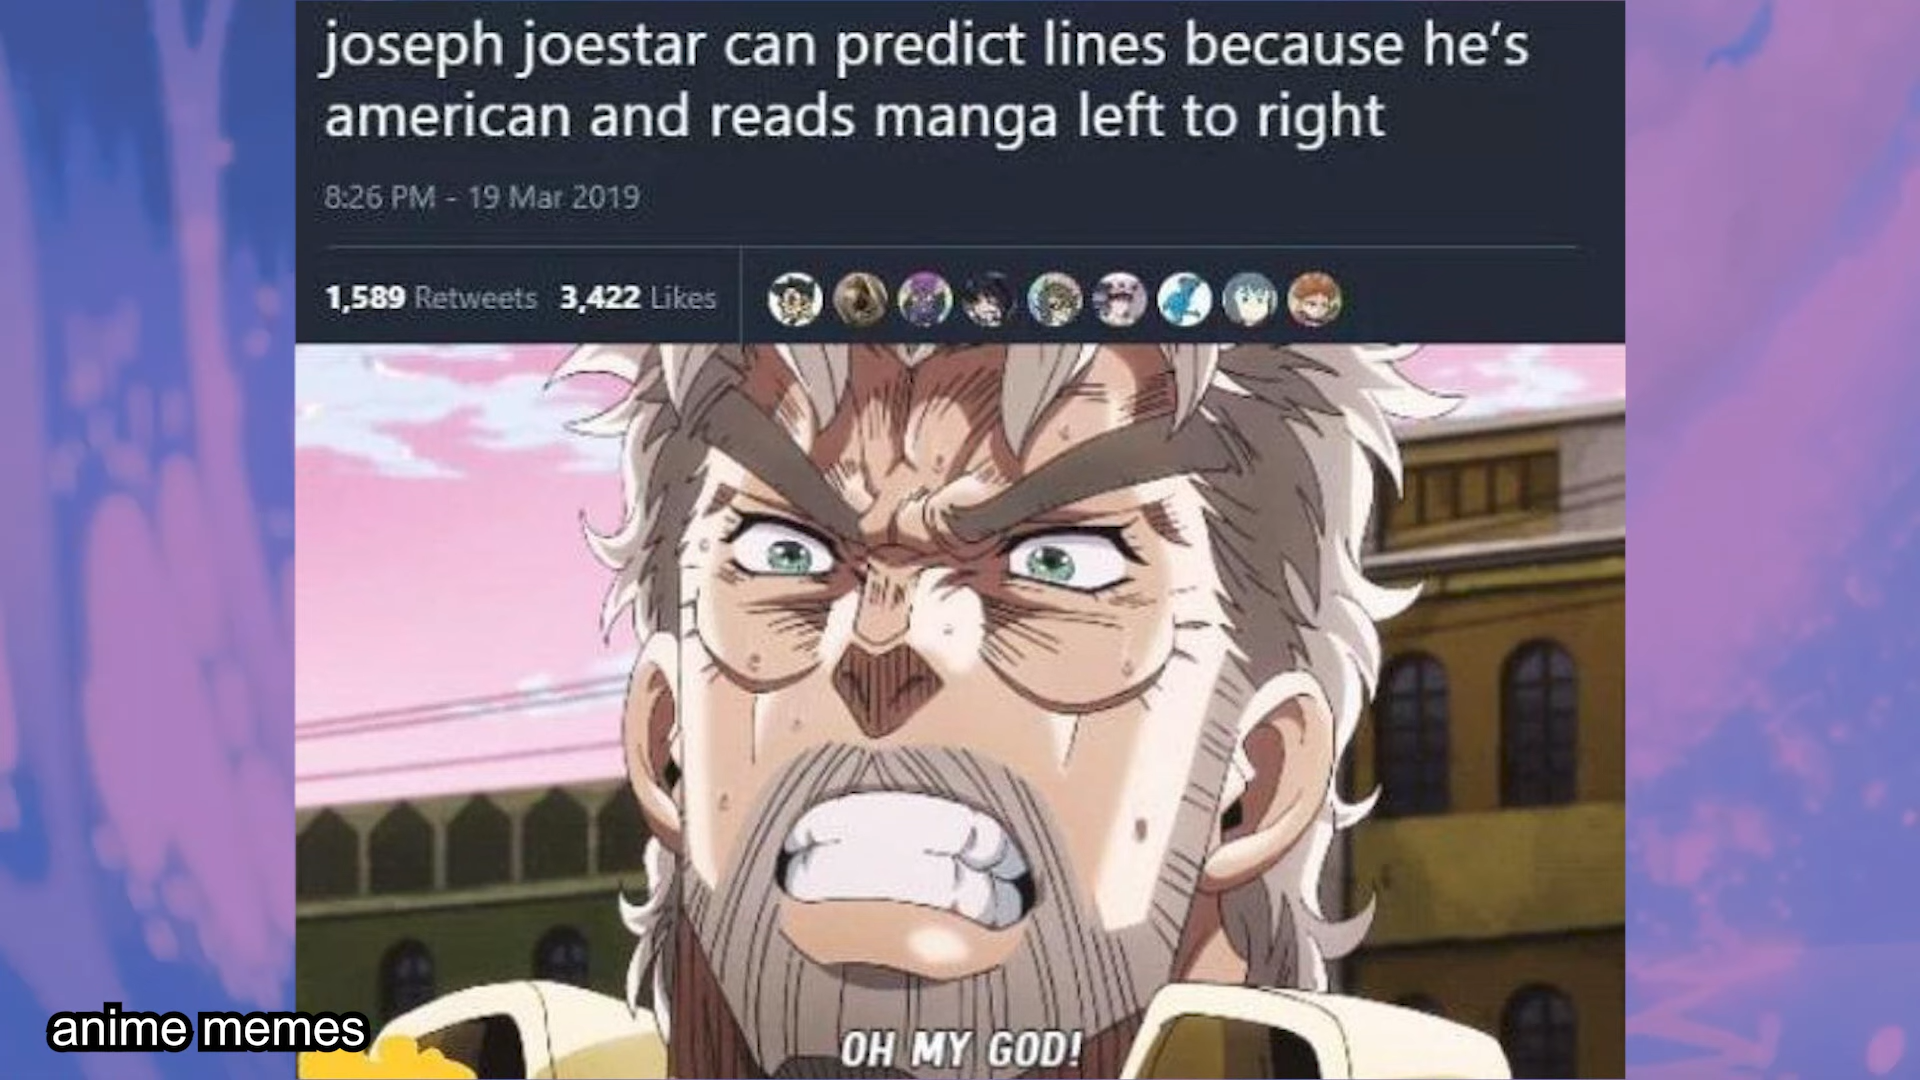 joseph joestar can predict lines because he's
american and reads manga left to right
8:26 PM - 19 Mar 2019
1,589 Retweets 3,422 Likes
OH MY GOD!
anime memes